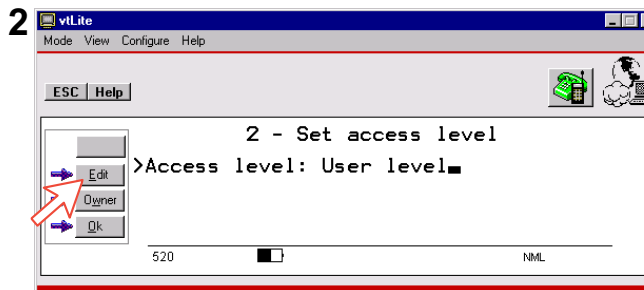 2
vtLite
Mode View Configure Help
ESC Help
2 - Set access level
Edit
>Access level: User level
Owner
Ok
520
NML